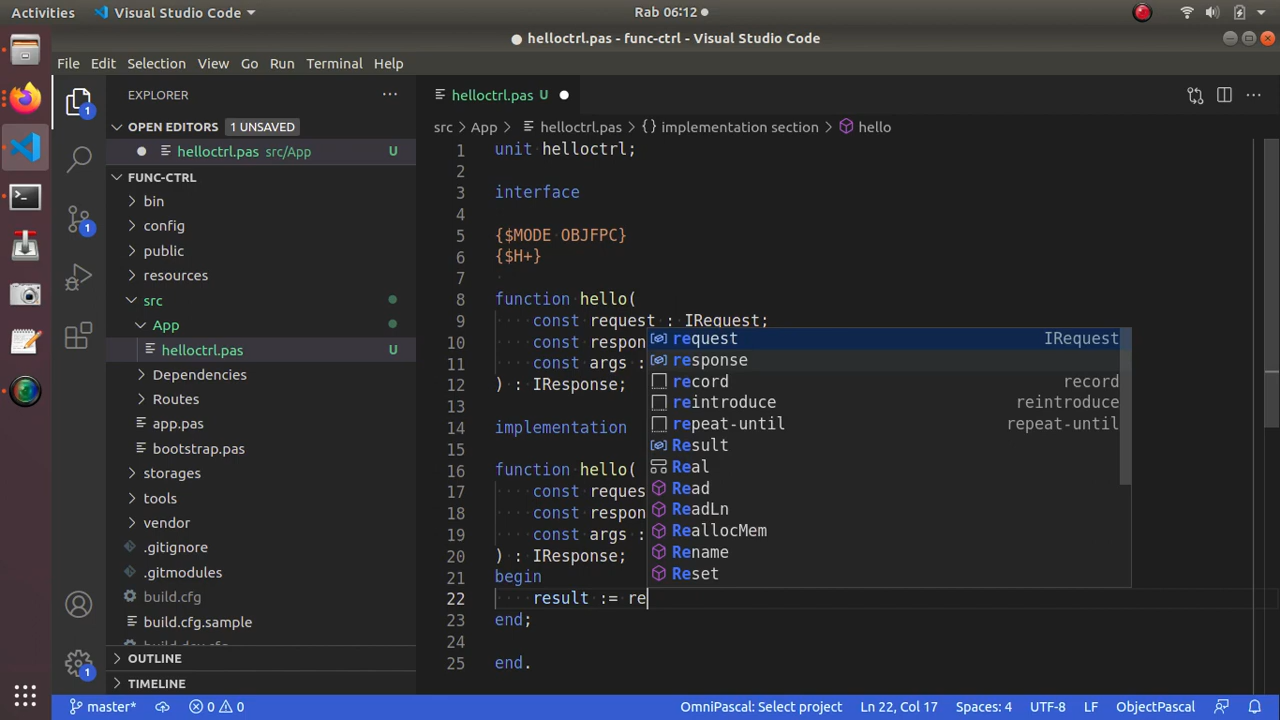 Activities Visual Studio Code Rab 06:12
helloctrl.pas - func-ctrl - Visual Studio Code
File Edit Selection View Go Run Terminal Help
EXPLORER
OPEN EDITORS 1 UNSAVED
helloctrl.pas src/App U
FUNC-CTRL
bin
config
public
resources
src
App
helloctrl.pas U
Dependencies
Routes
app.pas
bootstrap.pas
storages
tools
vendor
.gitignore
.gitmodules
build.cfg
build.cfg.sample
build.dev.cfg
OUTLINE
TIMELINE
1
1
1
helloctrl.pas U
src > App > helloctrl.pas > {} implementation section > hello
1 unit helloctrl;
2
3 interface
4
5 {$MODE OBJFPC}
6 {$H+}
7
8 function hello(
9 const request : IRequest;
10 const respon
11 const args :
12 ) : IResponse;
13
14 implementation
15
16 function hello(
17 const reques
18 const respon
19 const args :
20 ) : IResponse;
21 begin
22 result := re
23 end;
24
25 end.
request IRequest
response
record record
reintroduce reintroduce
repeat-until repeat-until
Result
Real
Read
ReadLn
ReallocMem
Rename
Reset
master* 0 0 OmniPascal: Select project Ln 22, Col 17 Spaces: 4 UTF-8 LF ObjectPascal